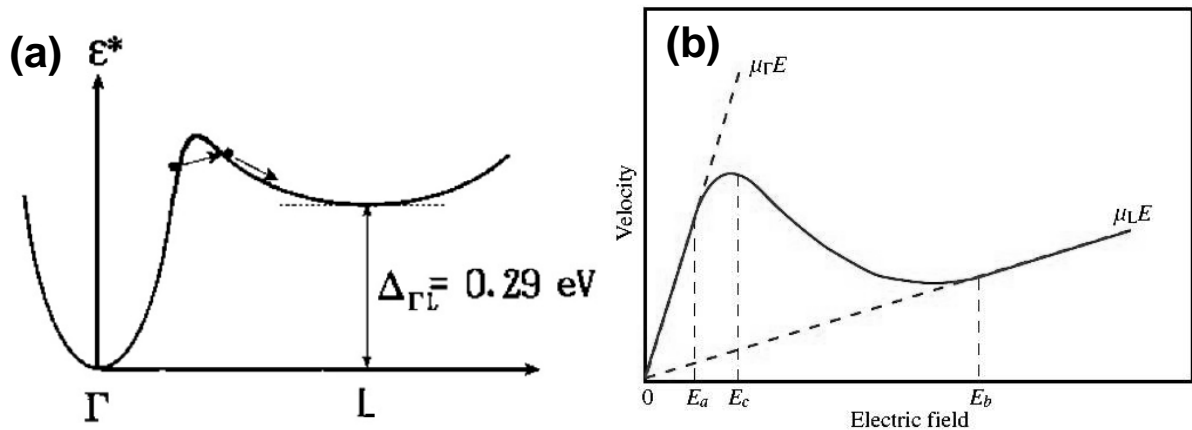 (a)
ε*
Δ_ΓL = 0.29 eV
Γ
L
(b)
μ_ΓE
μ_LE
Velocity
0
E_a
E_c
E_b
Electric field